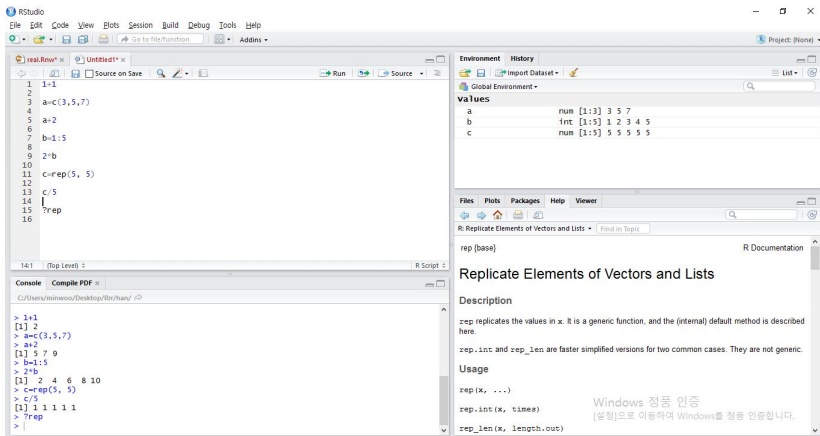 RStudio
File Edit Code View Plots Session Build Debug Tools Help
Go to file/function Addins
Project: (None)
real.Rnw* × Untitled1* ×
Source on Save Run Source
1 1+1
2
3 a=c(3,5,7)
4
5 a+2
6
7 b=1:5
8
9 2*b
10
11 c=rep(5, 5)
12
13 c/5
14
15 ?rep
16
14:1 (Top Level) R Script
Console Compile PDF ×
C:/Users/minwoo/Desktop/Rrr/han/
> 1+1
[1] 2
> a=c(3,5,7)
> a+2
[1] 5 7 9
> b=1:5
> 2*b
[1] 2 4 6 8 10
> c=rep(5, 5)
> c/5
[1] 1 1 1 1 1
> ?rep
>
Environment History
Import Dataset List
Global Environment
values
a num [1:3] 3 5 7
b int [1:5] 1 2 3 4 5
c num [1:5] 5 5 5 5 5
Files Plots Packages Help Viewer
R: Replicate Elements of Vectors and Lists Find in Topic
rep {base} R Documentation
Replicate Elements of Vectors and Lists
Description
rep replicates the values in x. It is a generic function, and the (internal) default method is described
here.
rep.int and rep_len are faster simplified versions for two common cases. They are not generic.
Usage
rep(x, ...)
rep.int(x, times)
rep_len(x, length.out)
Windows 정품 인증
[설정]으로 이동하여 Windows를 정품 인증합니다.